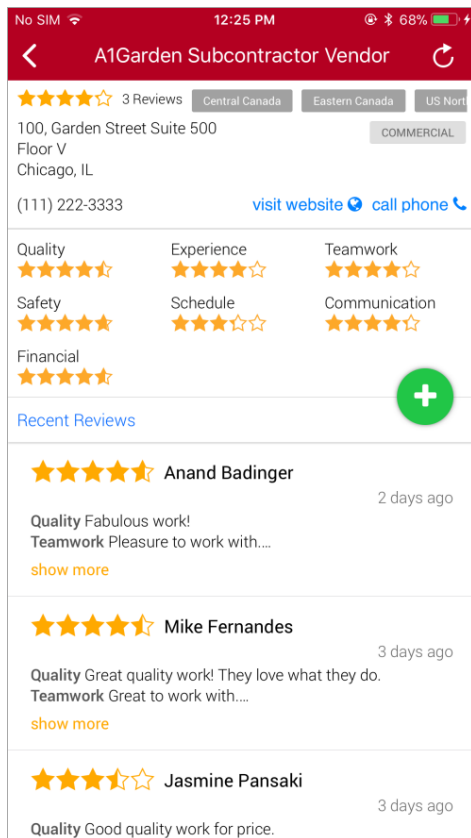 No SIM 12:25 PM 68%
A1Garden Subcontractor Vendor
3 Reviews Central Canada Eastern Canada US Nort
100, Garden Street Suite 500
COMMERCIAL
Floor V
Chicago, IL
(111) 222-3333 visit website call phone
Quality Experience Teamwork
Safety Schedule Communication
Financial
Recent Reviews
Anand Badinger
2 days ago
Quality Fabulous work!
Teamwork Pleasure to work with....
show more
Mike Fernandes
3 days ago
Quality Great quality work! They love what they do.
Teamwork Great to work with....
show more
Jasmine Pansaki
3 days ago
Quality Good quality work for price.